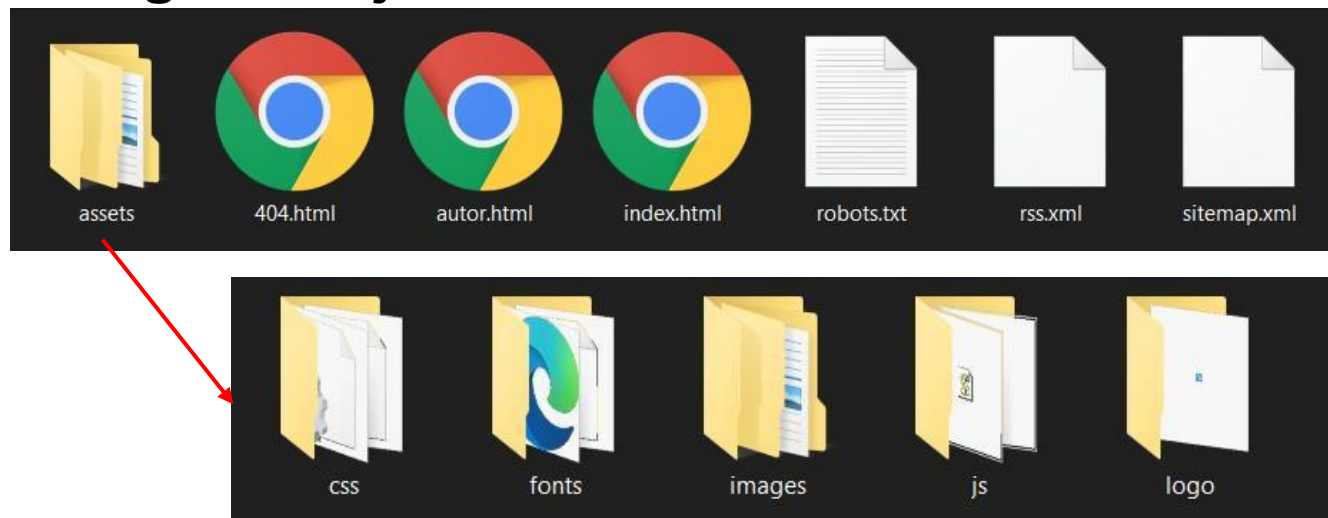 assets 404.html autor.html index.html robots.txt rss.xml sitemap.xml
css fonts images js logo